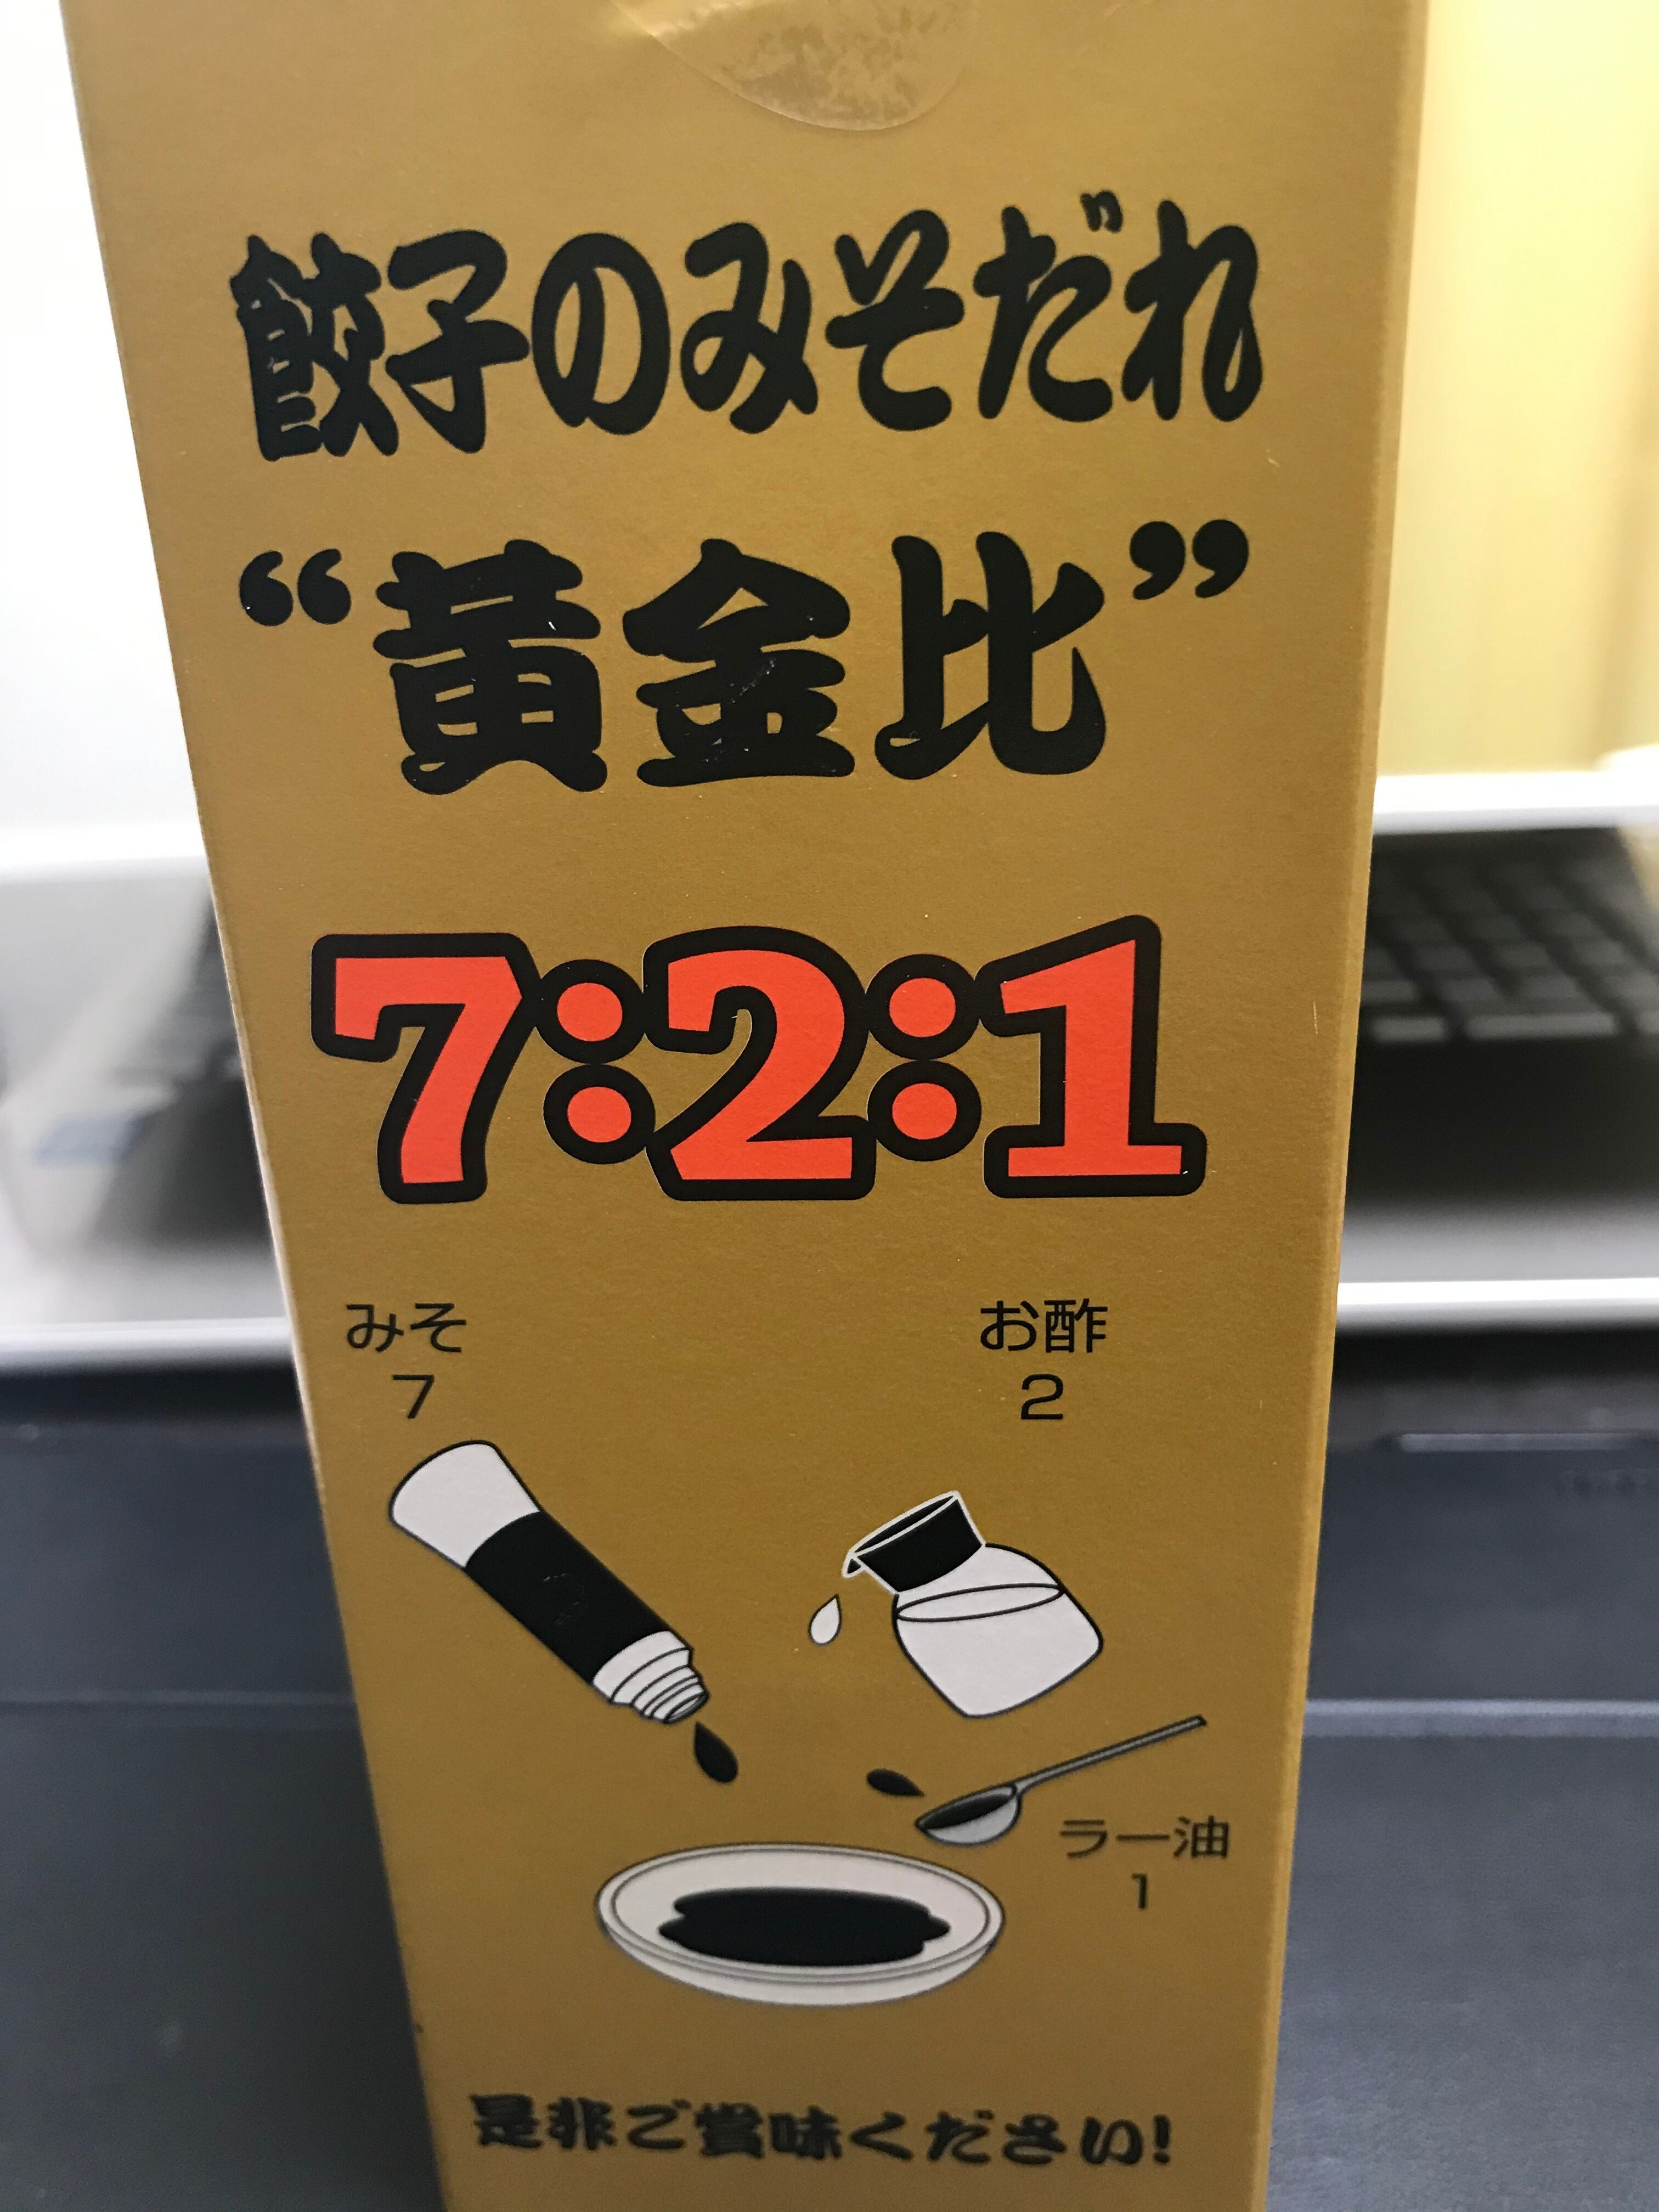 餃子のみそだれ
“黄金比”
7:2:1
みそ
7
お酢
2
ラー油
1
是非ご賞味ください!